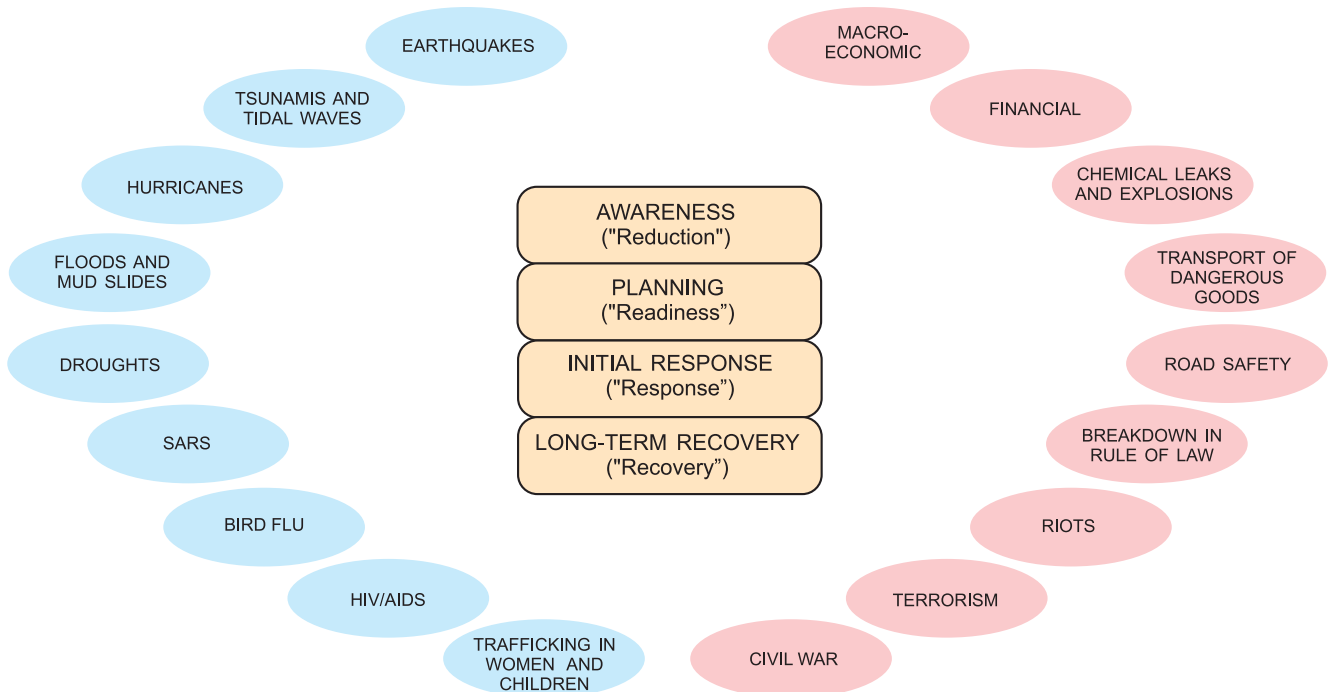 EARTHQUAKES
TSUNAMIS AND
TIDAL WAVES
HURRICANES
FLOODS AND
MUD SLIDES
DROUGHTS
SARS
BIRD FLU
HIV/AIDS
TRAFFICKING IN
WOMEN AND
CHILDREN
AWARENESS
("Reduction")
PLANNING
("Readiness”)
INITIAL RESPONSE
("Response”)
LONG-TERM RECOVERY
("Recovery”)
MACRO-
ECONOMIC
FINANCIAL
CHEMICAL LEAKS
AND EXPLOSIONS
TRANSPORT OF
DANGEROUS
GOODS
ROAD SAFETY
BREAKDOWN IN
RULE OF LAW
RIOTS
TERRORISM
CIVIL WAR